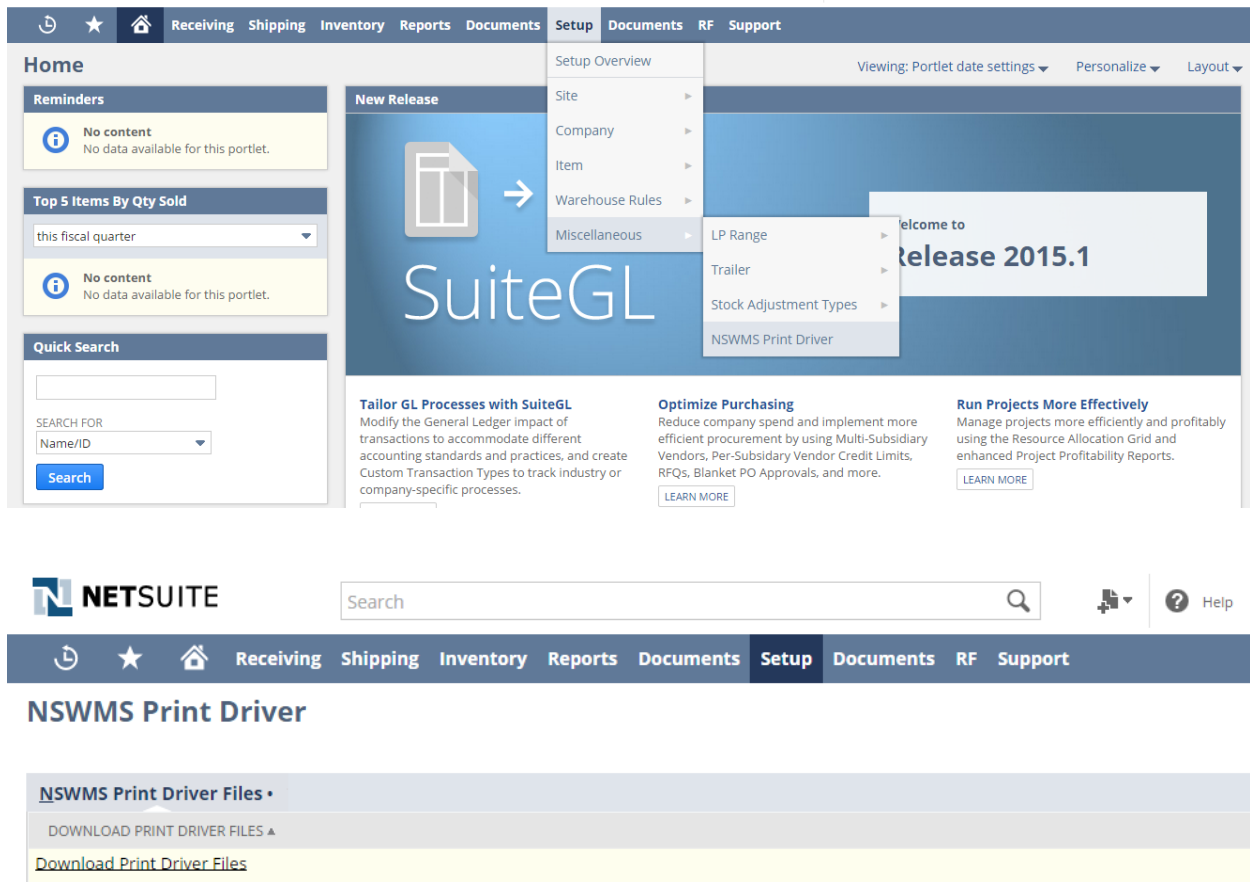 Receiving Shipping Inventory Reports Documents Setup Documents RF Support
Home
Viewing: Portlet date settings Personalize Layout
Setup Overview
Site
Company
Item
Warehouse Rules
Miscellaneous
LP Range
Trailer
Stock Adjustment Types
NSWMS Print Driver
Reminders
No content
No data available for this portlet.
Top 5 Items By Qty Sold
this fiscal quarter
No content
No data available for this portlet.
Quick Search
SEARCH FOR
Name/ID
Search
New Release
SuiteGL
elcome to
elease 2015.1
Tailor GL Processes with SuiteGL
Modify the General Ledger impact of
transactions to accommodate different
accounting standards and practices, and create
Custom Transaction Types to track industry or
company-specific processes.
Optimize Purchasing
Reduce company spend and implement more
efficient procurement by using Multi-Subsidiary
Vendors, Per-Subsidary Vendor Credit Limits,
RFQs, Blanket PO Approvals, and more.
LEARN MORE
Run Projects More Effectively
Manage projects more efficiently and profitably
using the Resource Allocation Grid and
enhanced Project Profitability Reports.
LEARN MORE
NETSUITE
Search
Help
Receiving Shipping Inventory Reports Documents Setup Documents RF Support
NSWMS Print Driver
NSWMS Print Driver Files •
DOWNLOAD PRINT DRIVER FILES
Download Print Driver Files